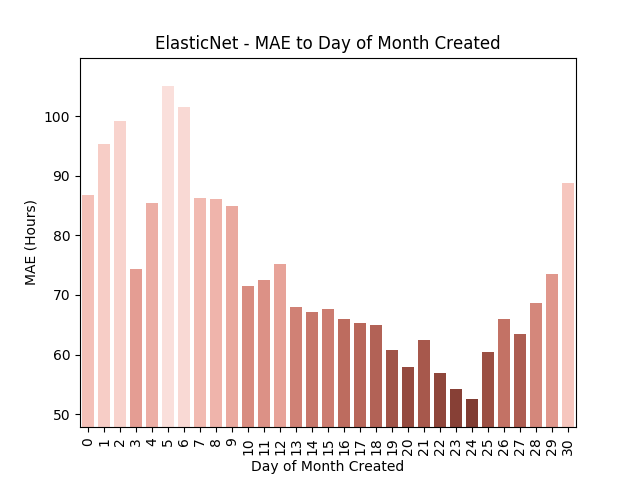 ElasticNet - MAE to Day of Month Created
MAE (Hours)
100
90
80
70
60
50
0 1 2 3 4 5 6 7 8 9 10 11 12 13 14 15 16 17 18 19 20 21 22 23 24 25 26 27 28 29 30
Day of Month Created